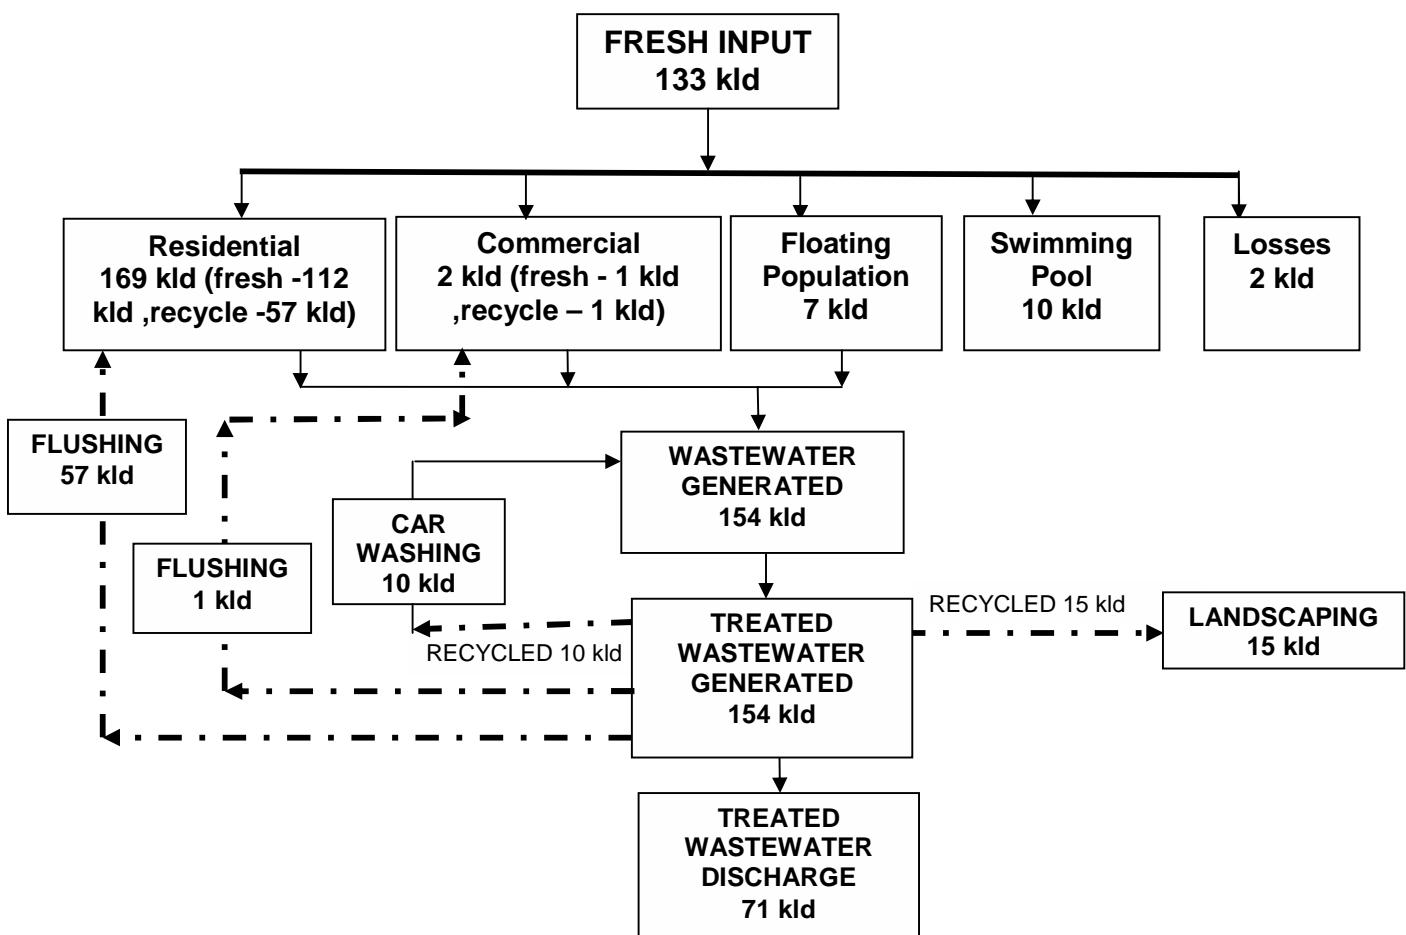 FRESH INPUT
133 kld
Residential
169 kld (fresh -112
kld ,recycle -57 kld)
Commercial
2 kld (fresh - 1 kld
,recycle – 1 kld)
Floating
Population
7 kld
Swimming
Pool
10 kld
Losses
2 kld
FLUSHING
57 kld
FLUSHING
1 kld
CAR
WASHING
10 kld
WASTEWATER
GENERATED
154 kld
RECYCLED 10 kld
TREATED
WASTEWATER
GENERATED
154 kld
RECYCLED 15 kld
LANDSCAPING
15 kld
TREATED
WASTEWATER
DISCHARGE
71 kld